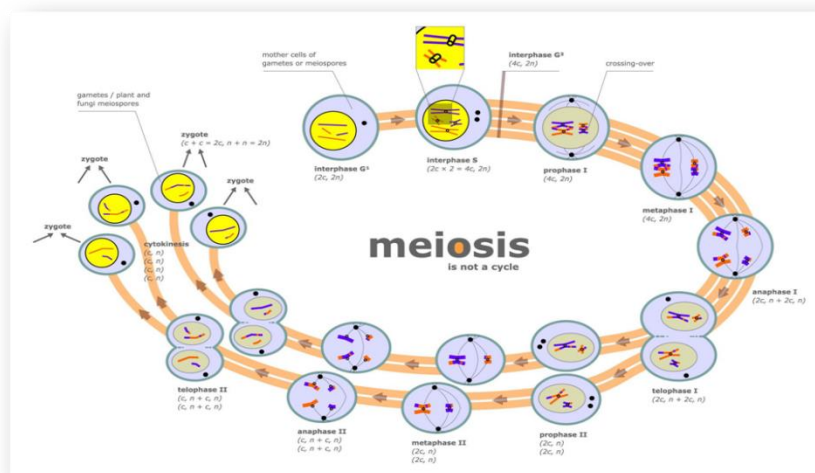 mother cells of
gametes or meiospores
interphase G²
(4c, 2n)
crossing-over
gametes / plant and
fungi meiospores
zygote
(c + c = 2c, n + n = 2n)
zygote
zygote
zygote
interphase G¹
(2c, 2n)
interphase S
(2c × 2 = 4c, 2n)
prophase I
(4c, 2n)
metaphase I
(4c, 2n)
cytokinesis
(c, n)
(c, n)
(c, n)
(c, n)
meiosis
is not a cycle
anaphase I
(2c, n + 2c, n)
telophase II
(c, n + c, n)
(c, n + c, n)
anaphase II
(c, n + c, n)
(c, n + c, n)
metaphase II
(2c, n)
(2c, n)
prophase II
(2c, n)
(2c, n)
telophase I
(2c, n + 2c, n)